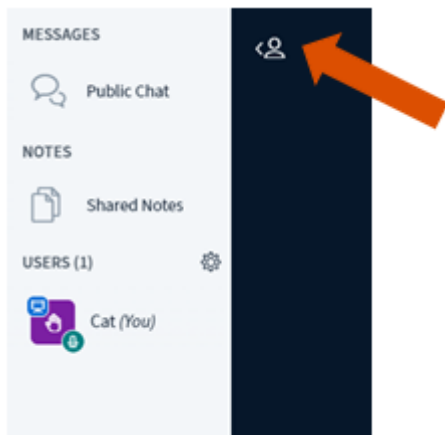 MESSAGES
Public Chat
NOTES
Shared Notes
USERS (1)
Cat (You)